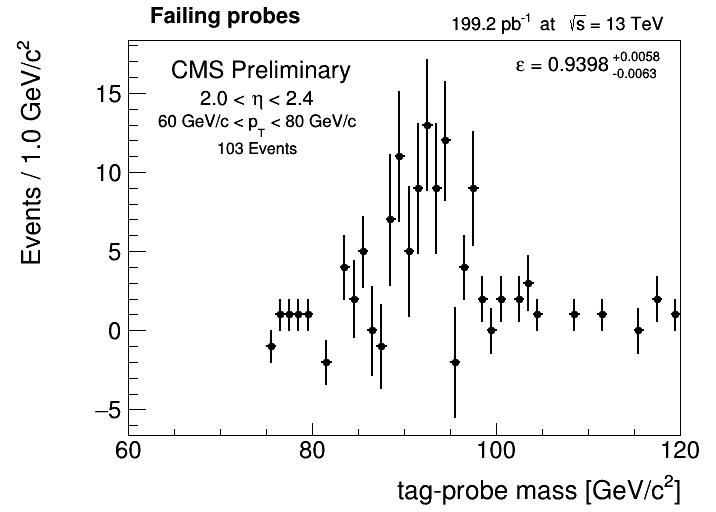 Failing probes
199.2 pb⁻¹ at √s = 13 TeV
ε = 0.9398 +0.0058 -0.0063
CMS Preliminary
2.0 < η < 2.4
60 GeV/c < p_T < 80 GeV/c
103 Events
Events / 1.0 GeV/c²
15
10
5
0
−5
60 80 100 120
tag-probe mass [GeV/c²]